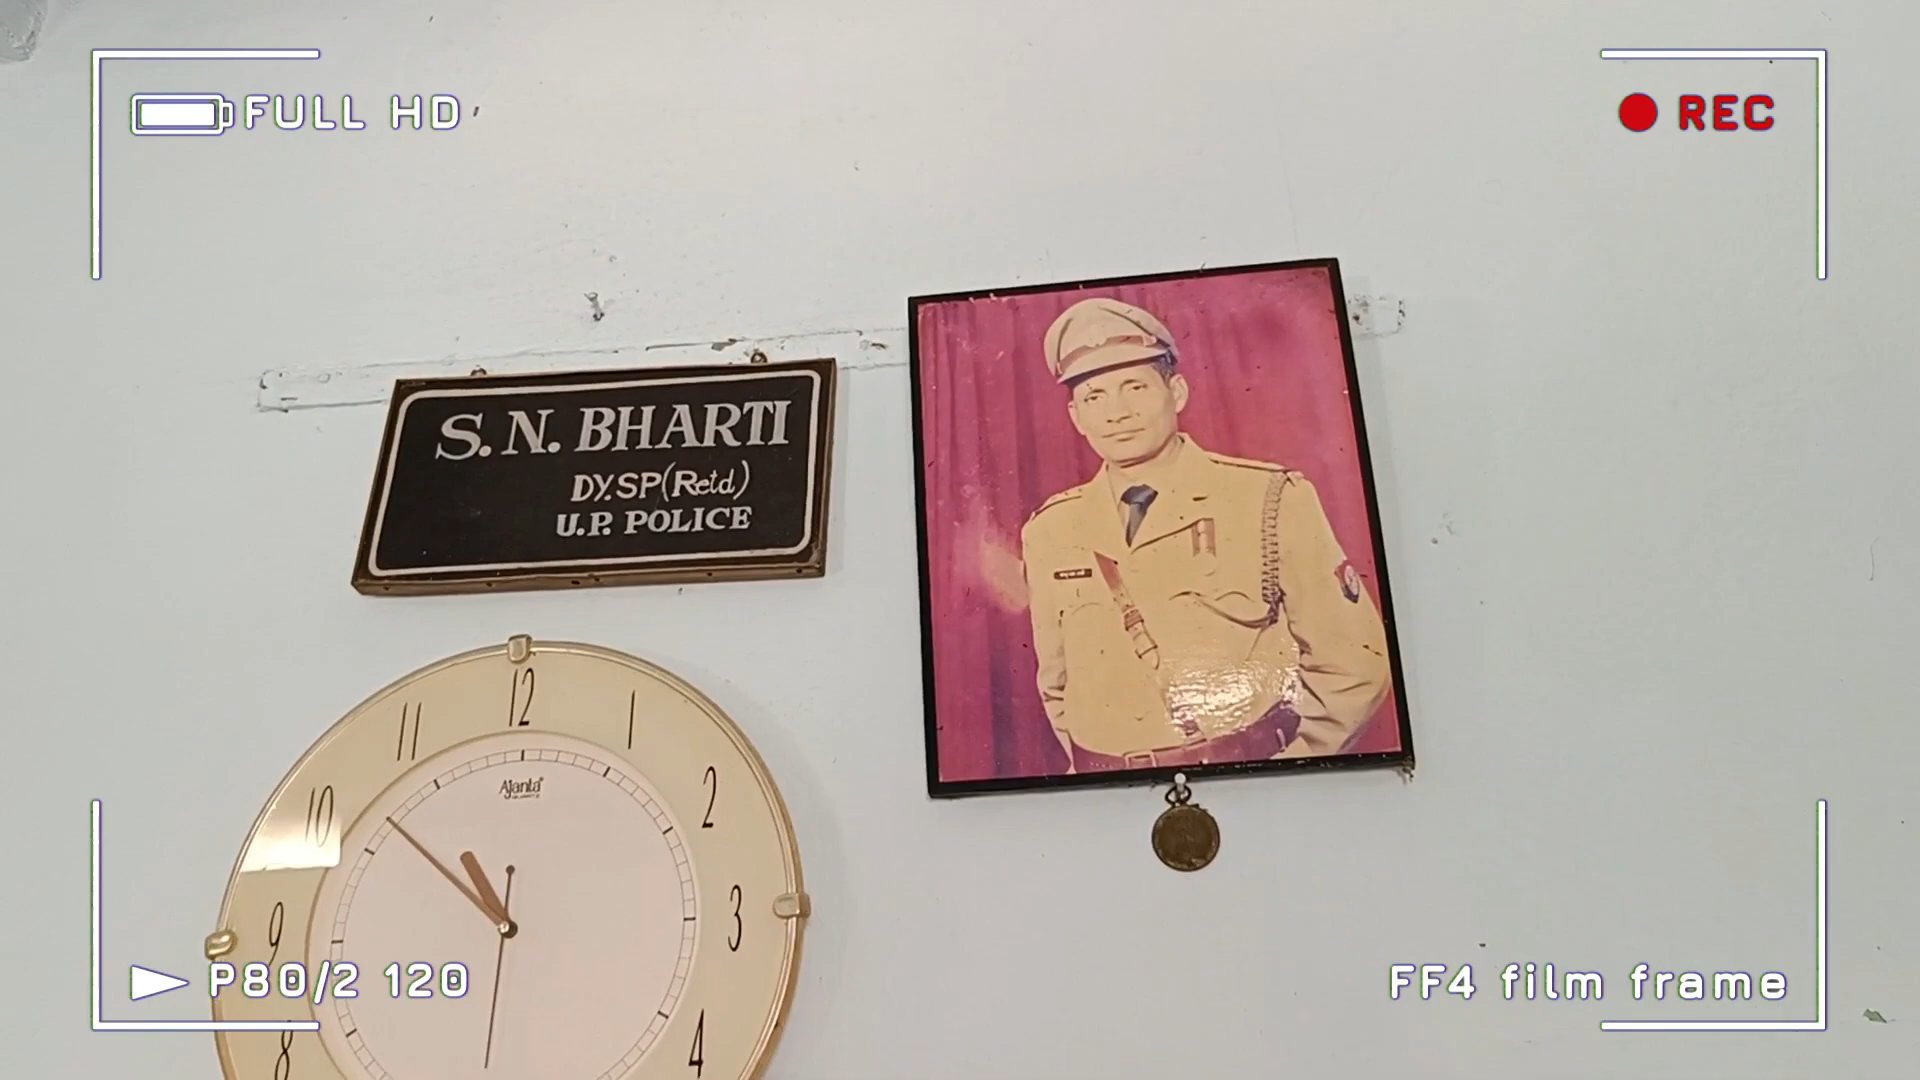 FULL HD
REC
S. N. BHARTI
DY. SP (Retd)
U.P. POLICE
12
11
1
10
2
Ajanta
QUARTZ
9
3
8
4
P80/2 120
FF4 film frame